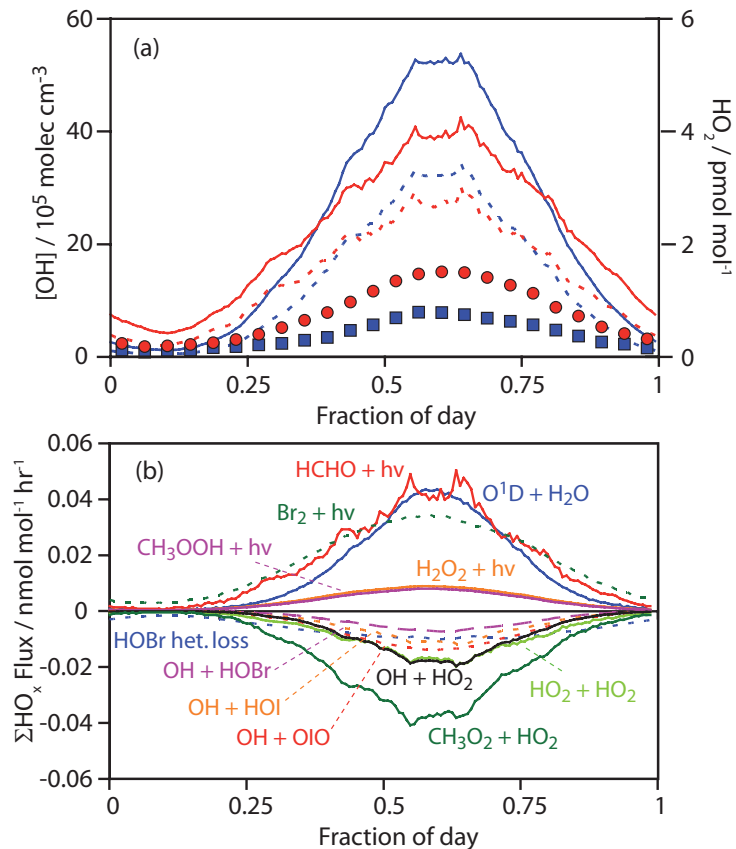 (a)
60
40
20
0
[OH] / 10⁵ molec cm⁻³
6
4
2
0
HO₂ / pmol mol⁻¹
0 0.25 0.5 0.75 1
Fraction of day
(b)
0.06
0.04
0.02
0
-0.02
-0.04
-0.06
ΣHOₓ Flux / nmol mol⁻¹ hr⁻¹
HCHO + hv
O¹D + H2O
Br₂ + hv
CH₃OOH + hv
H₂O₂ + hv
HOBr het. loss
OH + HOBr
OH + HO₂
HO₂ + HO₂
OH + HOI
OH + OIO
CH₃O₂ + HO₂
0 0.25 0.5 0.75 1
Fraction of day